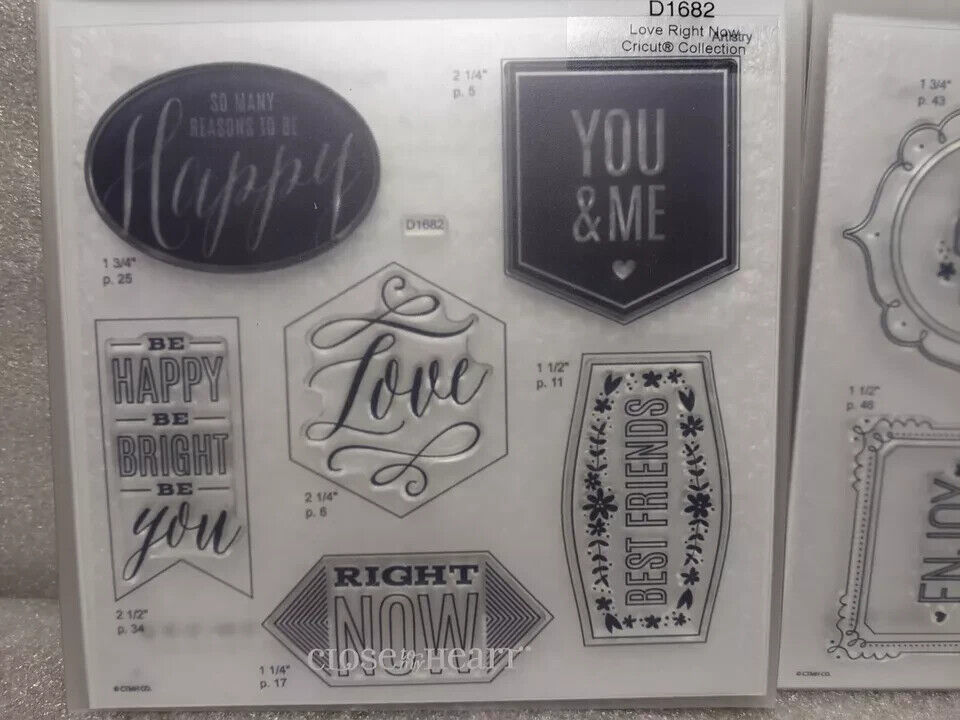 D1682
Love Right Now
Artistry
Cricut® Collection
SO MANY
REASONS TO BE
Happy
1 3/4"
p. 25
2 1/4"
p. 5
YOU
& ME
D1682
BE
HAPPY
BE
BRIGHT
BE
you
2 1/2"
p. 34
Love
2 1/4"
p. 6
1 1/2"
p. 11
BEST FRIENDS
RIGHT
NOW
1 1/4"
p. 17
CLOSE to my HEART™
© CTMH CO.
1 3/4"
p. 43
1 1/2"
p. 46
ENJOY
© CTMH CO.